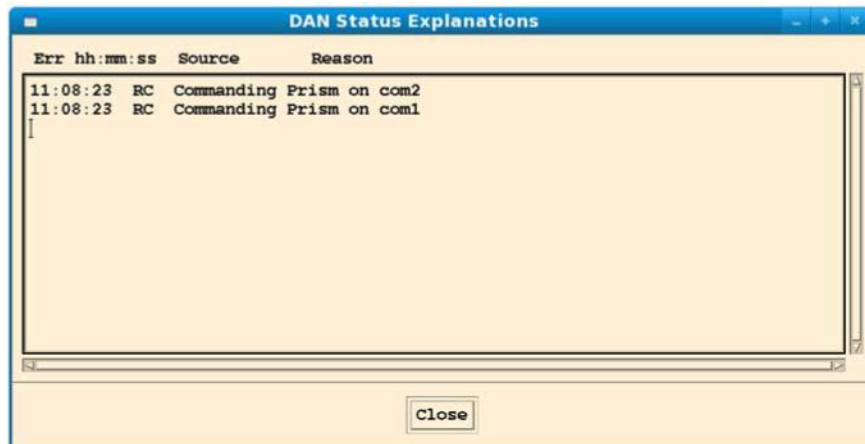 DAN Status Explanations
Err hh:mm:ss Source Reason
11:08:23 RC Commanding Prism on com2
11:08:23 RC Commanding Prism on com1
Close